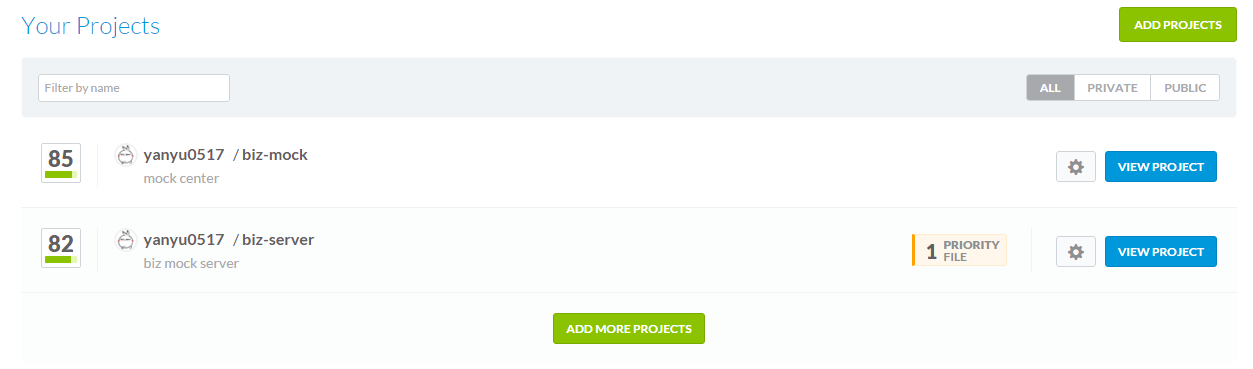 Your Projects
ADD PROJECTS
Filter by name
ALL PRIVATE PUBLIC
85
yanyu0517 / biz-mock
mock center
VIEW PROJECT
82
yanyu0517 / biz-server
biz mock server
1 PRIORITY
FILE
VIEW PROJECT
ADD MORE PROJECTS